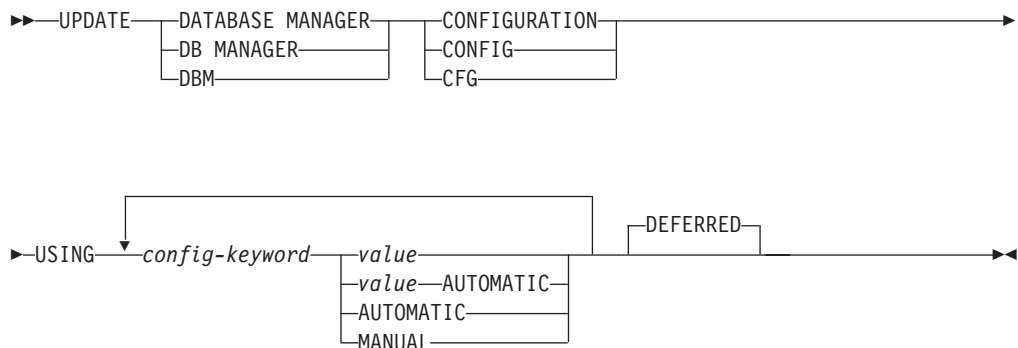 UPDATE DATABASE MANAGER CONFIGURATION
DB MANAGER CONFIG
DBM CFG
DEFERRED
USING config-keyword value
value AUTOMATIC
AUTOMATIC
MANUAL